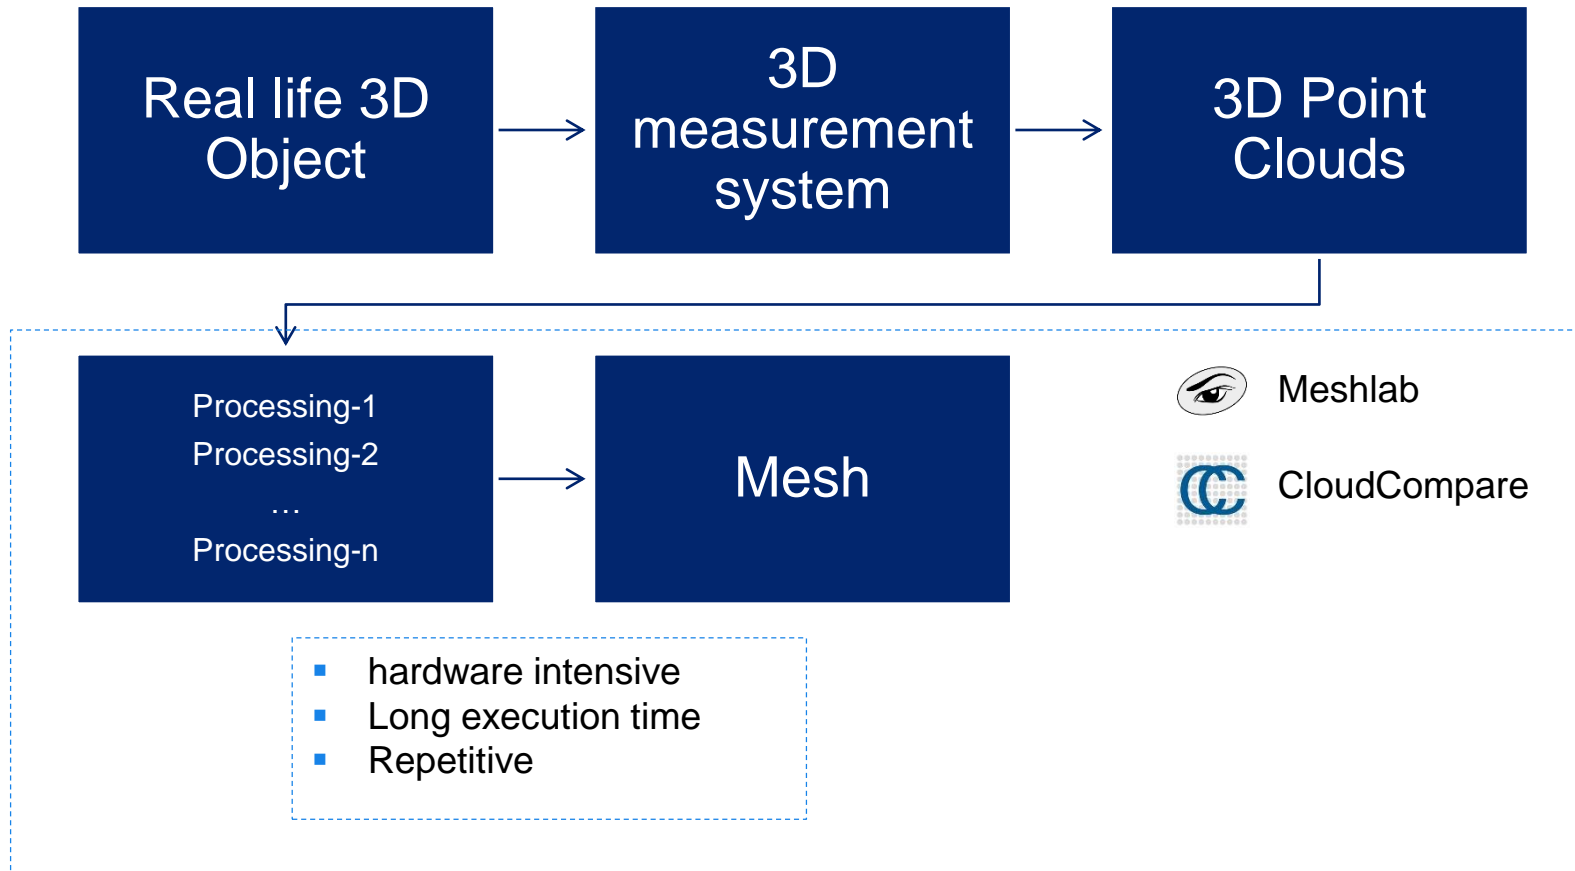 Real life 3D
Object
3D
measurement
system
3D Point
Clouds
Processing-1
Processing-2
…
Processing-n
Mesh
Meshlab
CC
CloudCompare
hardware intensive
Long execution time
Repetitive